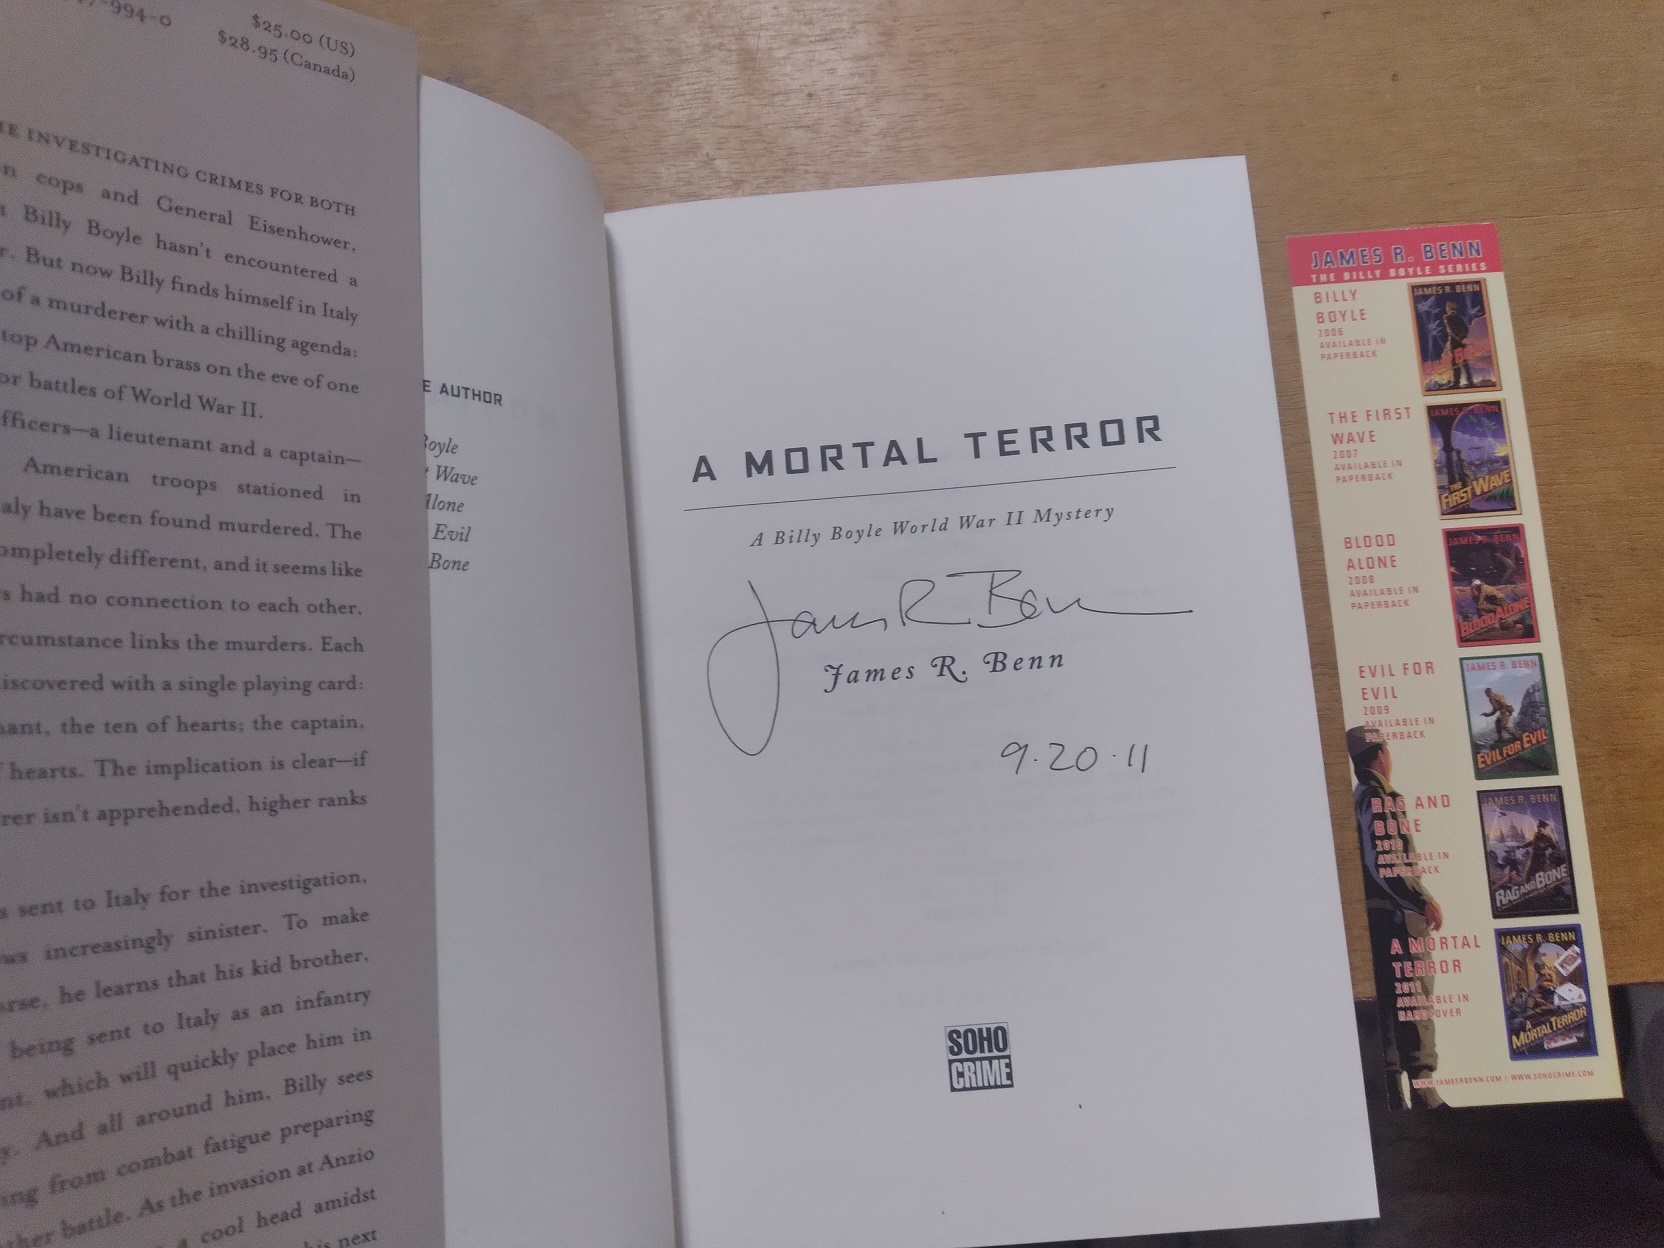 994-0
$25.00 (US)
$28.95 (Canada)
INVESTIGATING CRIMES FOR BOTH
cops and General Eisenhower,
Billy Boyle hasn't encountered a
But now Billy finds himself in Italy
of a murderer with a chilling agenda:
top American brass on the eve of one
battles of World War II.
a lieutenant and a captain—
American troops stationed in
have been found murdered. The
completely different, and it seems like
had no connection to each other,
links the murders. Each
discovered with a single playing card:
the ten of hearts; the captain,
hearts. The implication is clear—if
isn't apprehended, higher ranks
sent to Italy for the investigation,
increasingly sinister. To make
he learns that his kid brother,
being sent to Italy as an infantry
which will quickly place him in
And all around him, Billy sees
from combat fatigue preparing
battle. As the invasion at Anzio
cool head amidst
next
E AUTHOR
Boyle
Wave
Alone
Evil
Bone
A MORTAL TERROR
A Billy Boyle World War II Mystery
James R Benn
James R. Benn
9.20.11
SOHO
CRIME
JAMES R. BENN
THE BILLY BOYLE SERIES
BILLY
BOYLE
2006
AVAILABLE IN
PAPERBACK
JAMES R. BENN
THE FIRST
WAVE
2007
AVAILABLE IN
PAPERBACK
JAMES R. BENN
THE
FIRST WAVE
BLOOD
ALONE
2008
AVAILABLE IN
PAPERBACK
JAMES R. BENN
BLOOD ALONE
EVIL FOR
EVIL
2009
AVAILABLE IN
PAPERBACK
JAMES R. BENN
EVIL FOR EVIL
RAG AND
BONE
2010
AVAILABLE IN
PAPERBACK
JAMES R. BENN
RAG AND BONE
A MORTAL
TERROR
2011
AVAILABLE IN
HARDCOVER
JAMES R. BENN
A
MORTAL TERROR
WWW.JAMESRBENN.COM | WWW.SOHOCRIME.COM